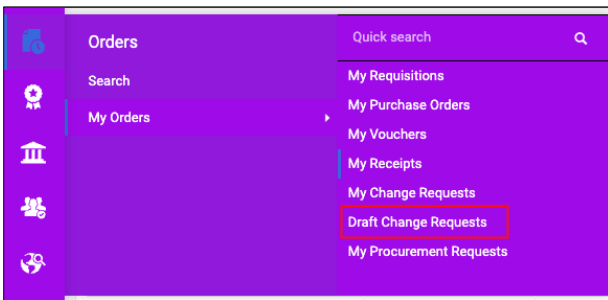 Orders
Search
My Orders
Quick search
My Requisitions
My Purchase Orders
My Vouchers
My Receipts
My Change Requests
Draft Change Requests
My Procurement Requests